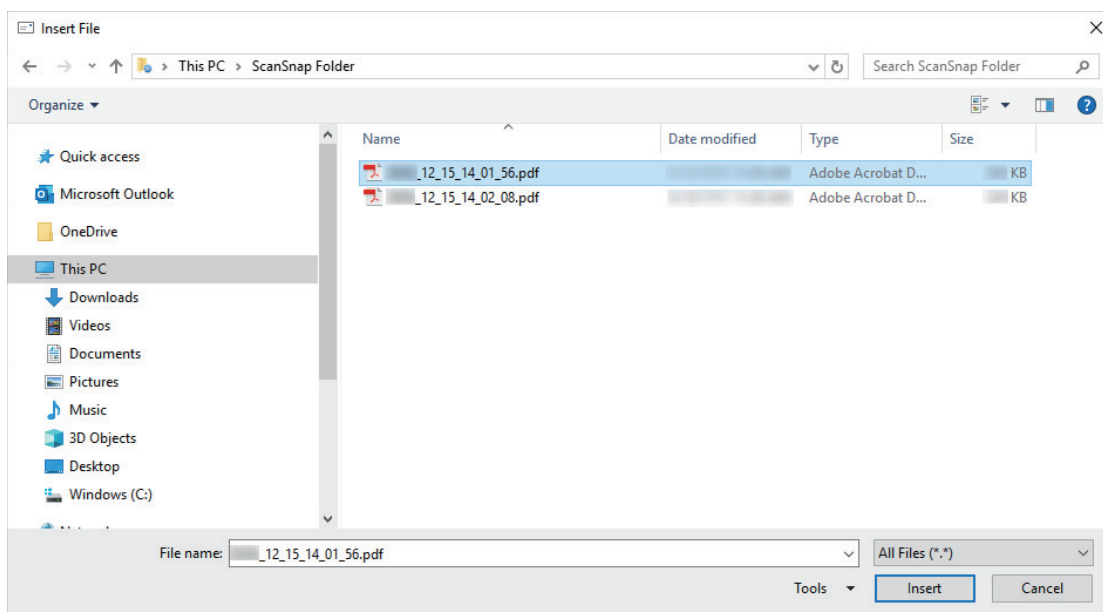 Insert File
This PC > ScanSnap Folder
Search ScanSnap Folder
Organize
Name Date modified Type Size
Quick access
Microsoft Outlook
OneDrive
This PC
Downloads
Videos
Documents
Pictures
Music
3D Objects
Desktop
Windows (C:)
_12_15_14_01_56.pdf Adobe Acrobat D... KB
_12_15_14_02_08.pdf Adobe Acrobat D... KB
File name: _12_15_14_01_56.pdf
All Files (*.*)
Tools Insert Cancel